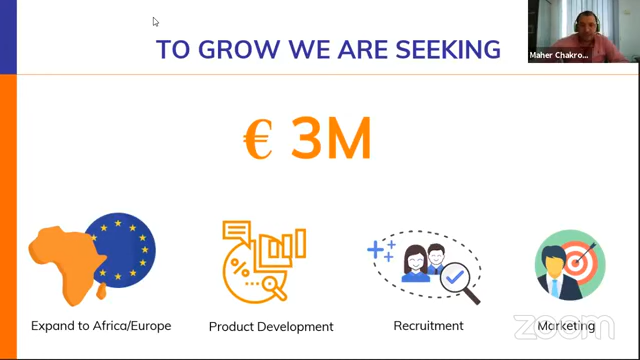 TO GROW WE ARE SEEKING
Maher Chakro...
€ 3M
%
Expand to Africa/Europe
Product Development
Recruitment
Marketing
zoom